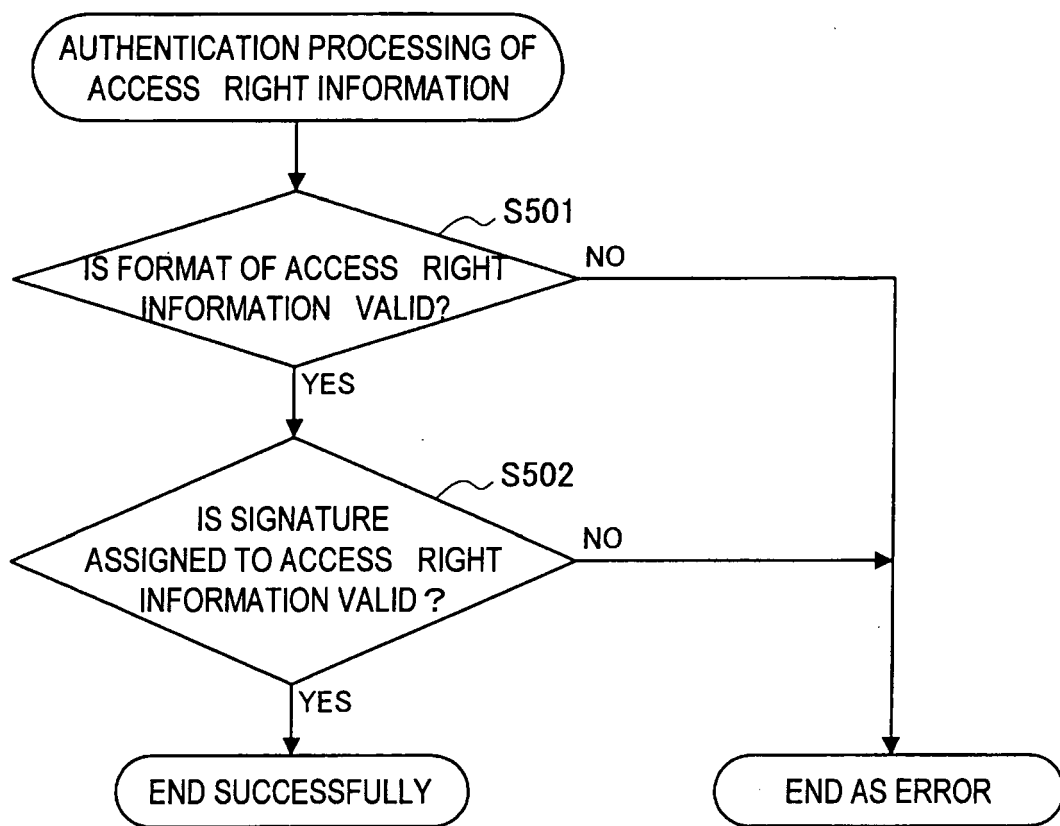 AUTHENTICATION PROCESSING OF
ACCESS RIGHT INFORMATION
S501
IS FORMAT OF ACCESS RIGHT
INFORMATION VALID?
NO
YES
S502
IS SIGNATURE
ASSIGNED TO ACCESS RIGHT
INFORMATION VALID?
NO
YES
END SUCCESSFULLY
END AS ERROR